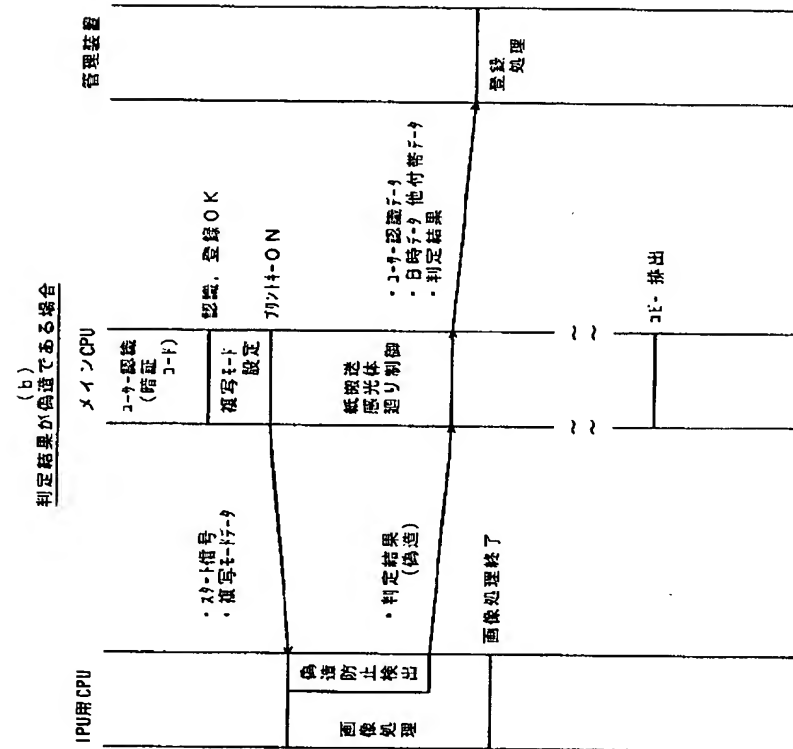 (b)
判定結果が偽造である場合
IPU用CPU
メインCPU
管理装置
ユーザー認識
(暗証
コード)
認識, 登録OK
複写モード
設定
プリントキーON
・スタート信号
・複写モードデータ
画像
処理
偽造防止検出
紙搬送
感光体
廻り制御
・判定結果
(偽造)
・ユーザー認識データ
・日時データ 他付帯データ
・判定結果
登録
処理
画像処理終了
コピー排出